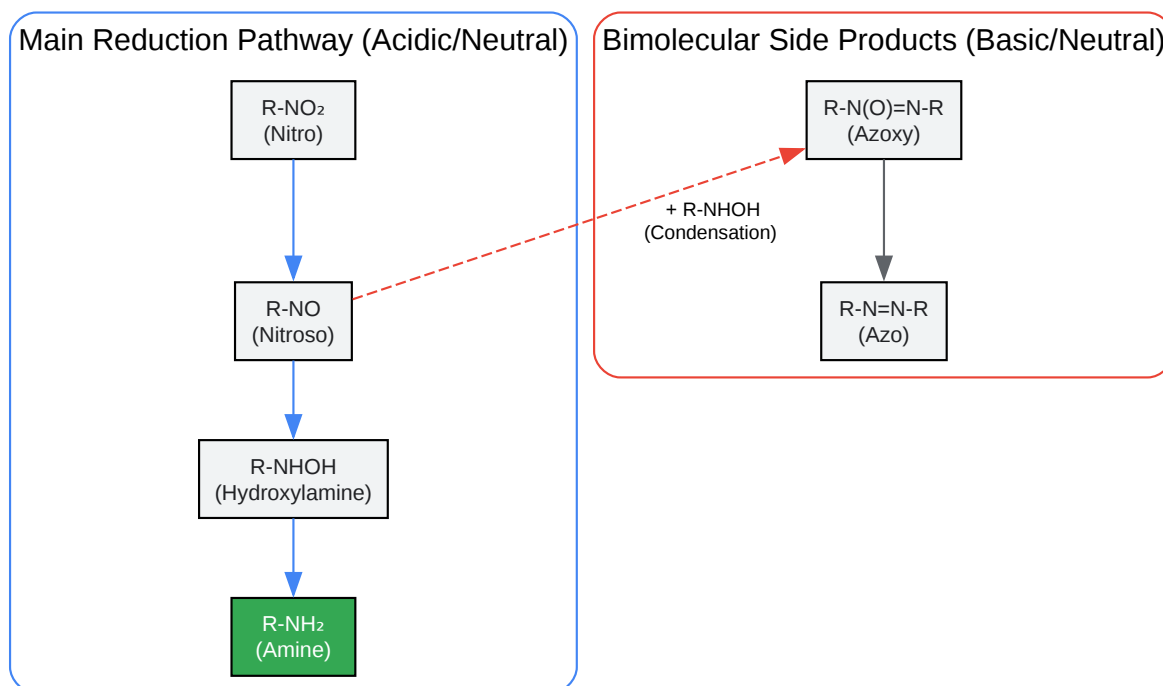 Main Reduction Pathway (Acidic/Neutral)
R-NO₂
(Nitro)
R-NO
(Nitroso)
R-NHOH
(Hydroxylamine)
R-NH₂
(Amine)
+ R-NHOH
(Condensation)
Bimolecular Side Products (Basic/Neutral)
R-N(O)=N-R
(Azoxy)
R-N=N-R
(Azo)